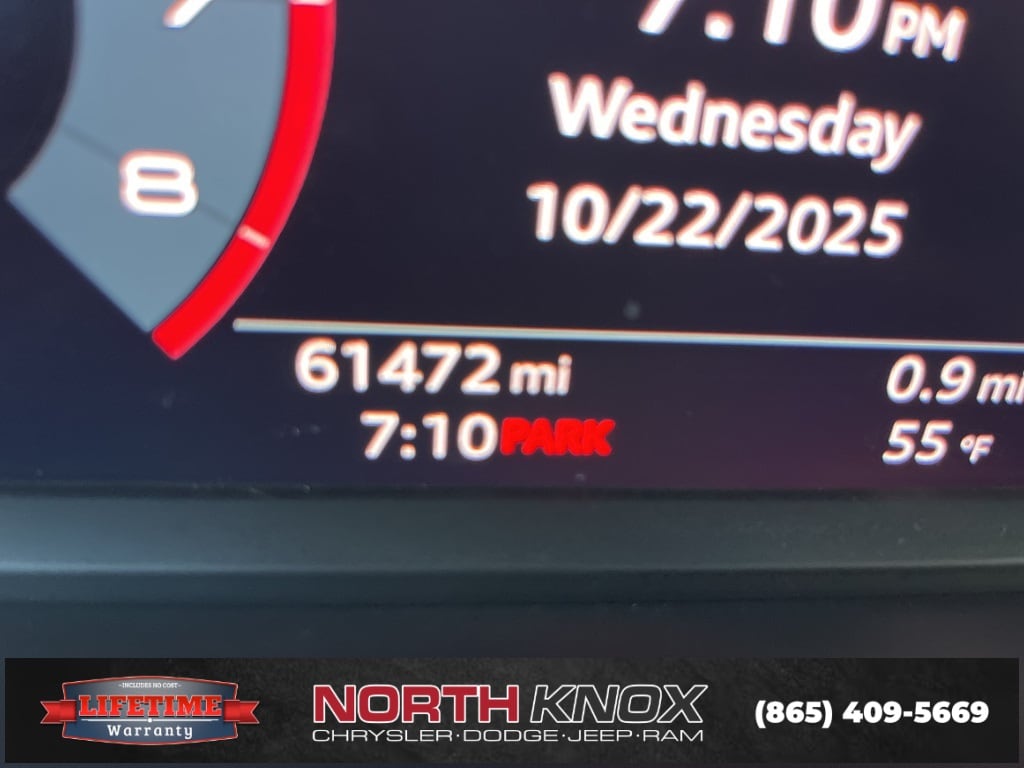 7
7:10 PM
Wednesday
8
10/22/2025
61472 mi
0.9 mi
7:10 PARK
55 °F
-INCLUDES NO COST-
LIFETIME
Warranty
NORTH KNOX
CHRYSLER·DODGE·JEEP·RAM
(865) 409-5669